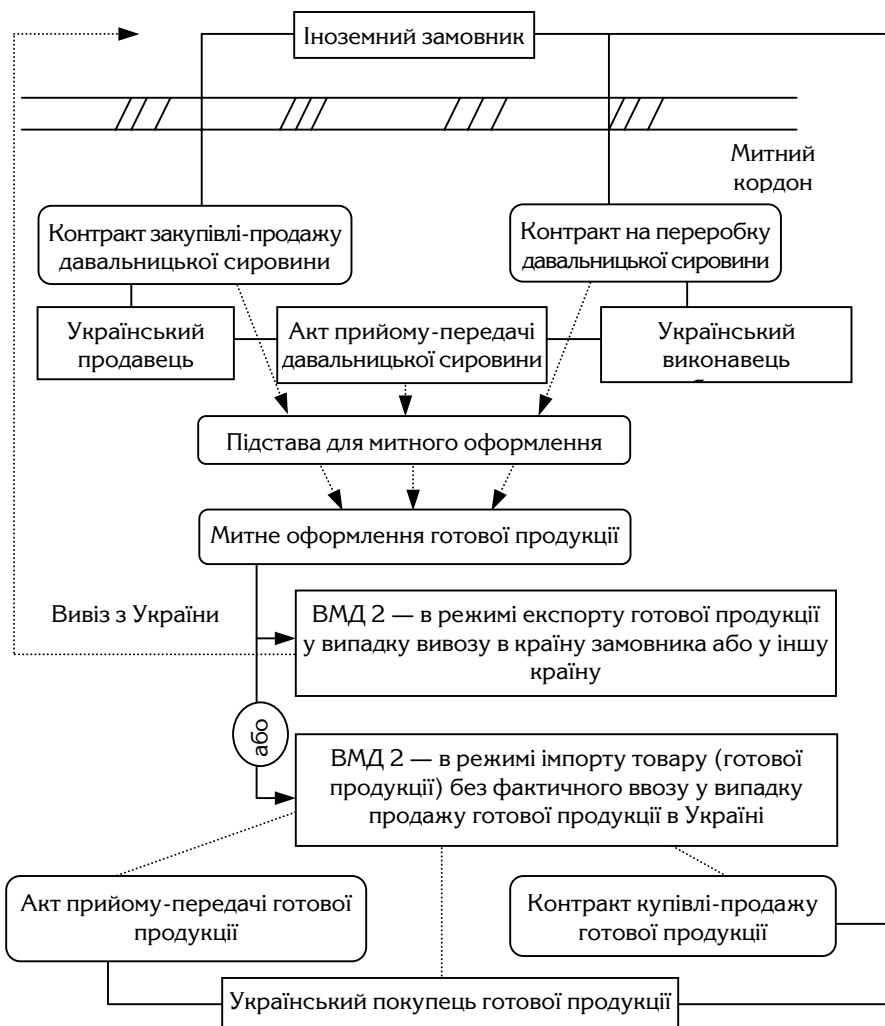 Іноземний замовник
Митний
кордон
Контракт закупівлі-продажу
давальницької сировини
Контракт на переробку
давальницької сировини
Український
продавець
Акт прийому-передачі
давальницької сировини
Український
виконавець
Підстава для митного оформлення
Митне оформлення готової продукції
Вивіз з України
ВМД 2 — в режимі експорту готової продукції
у випадку вивозу в країну замовника або у іншу
країну
або
ВМД 2 — в режимі імпорту товару (готової
продукції) без фактичного ввозу у випадку
продажу готової продукції в Україні
Акт прийому-передачі готової
продукції
Контракт купівлі-продажу
готової продукції
Український покупець готової продукції